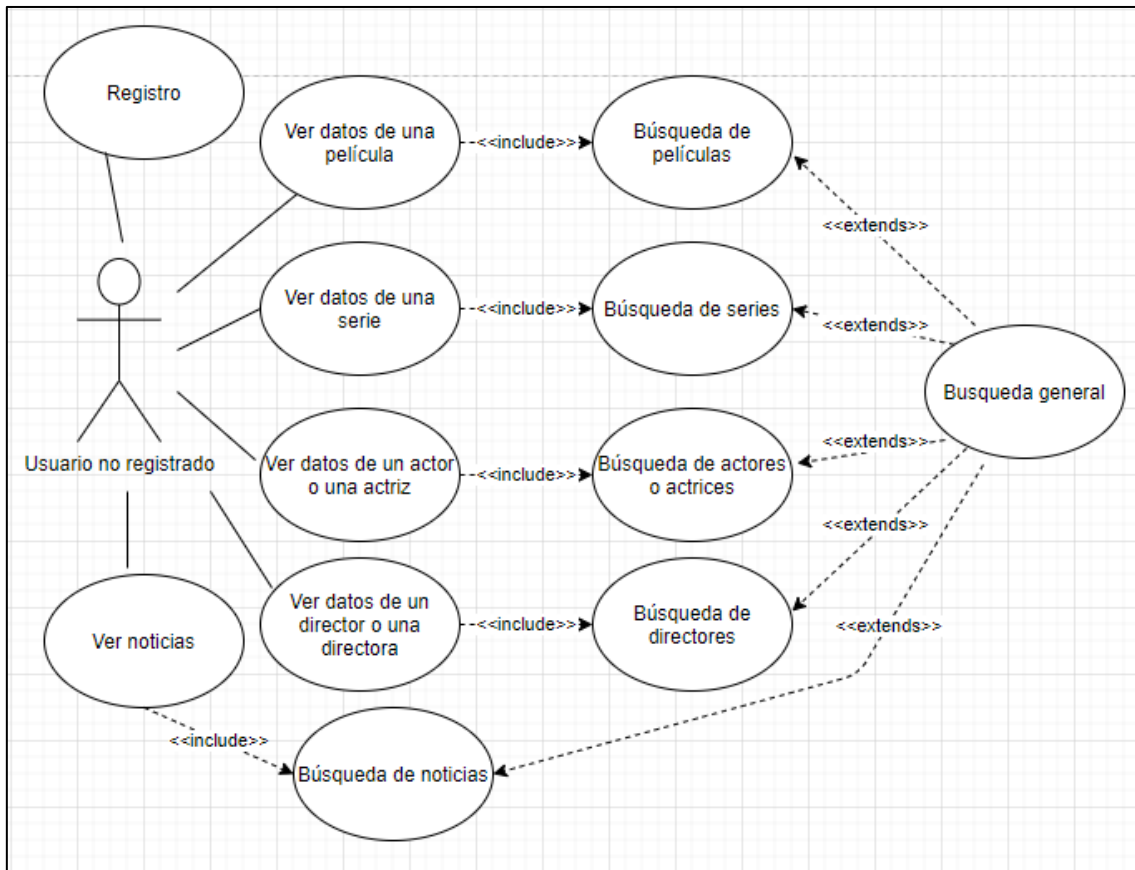 Registro
Ver datos de una
película
<<include>>
Búsqueda de
películas
<<extends>>
Ver datos de una
serie
<<include>>
Búsqueda de series
<<extends>>
Busqueda general
Usuario no registrado
Ver datos de un actor
o una actriz
<<include>>
Búsqueda de actores
o actrices
<<extends>>
<<extends>>
Ver noticias
Ver datos de un
director o una
directora
<<include>>
Búsqueda de
directores
<<extends>>
<<include>>
Búsqueda de noticias